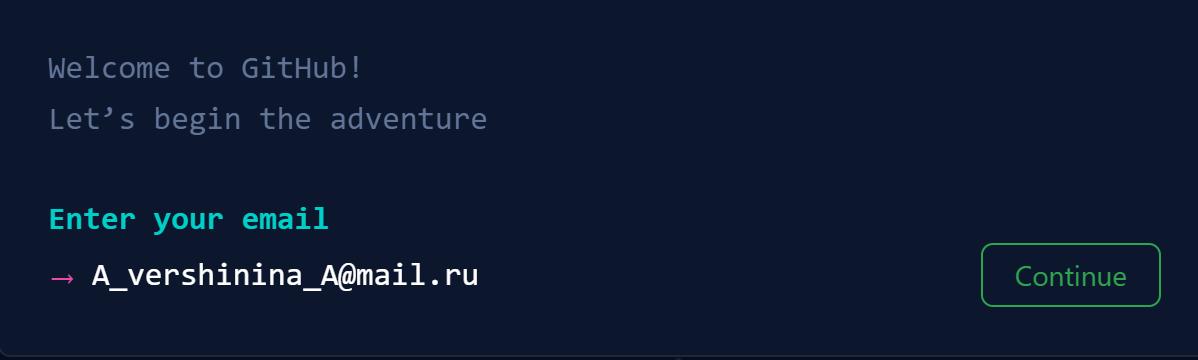 Welcome to GitHub!
Let’s begin the adventure
Enter your email
→ A_vershinina_A@mail.ru
Continue